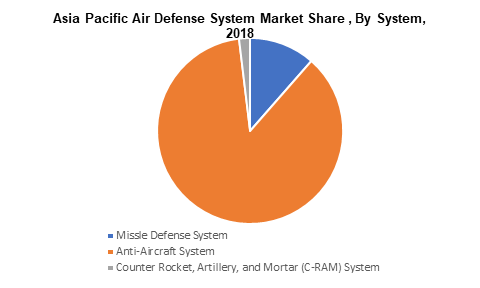 Asia Pacific Air Defense System Market Share , By System,
2018
Missle Defense System
Anti-Aircraft System
Counter Rocket, Artillery, and Mortar (C-RAM) System